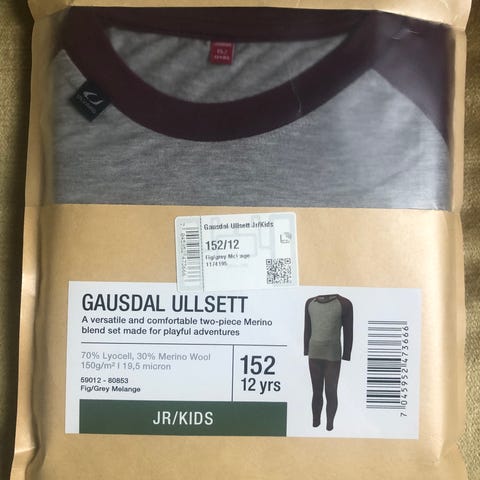 Gausdal Ullsett Jr/Kids
152/12
Fig/grey Melange
1174195
GAUSDAL ULLSETT
A versatile and comfortable two-piece Merino
blend set made for playful adventures
70% Lyocell, 30% Merino Wool
150g/m² | 19,5 micron
59012 - 80853
Fig/Grey Melange
152
12 yrs
JR/KIDS
7 045952 473666